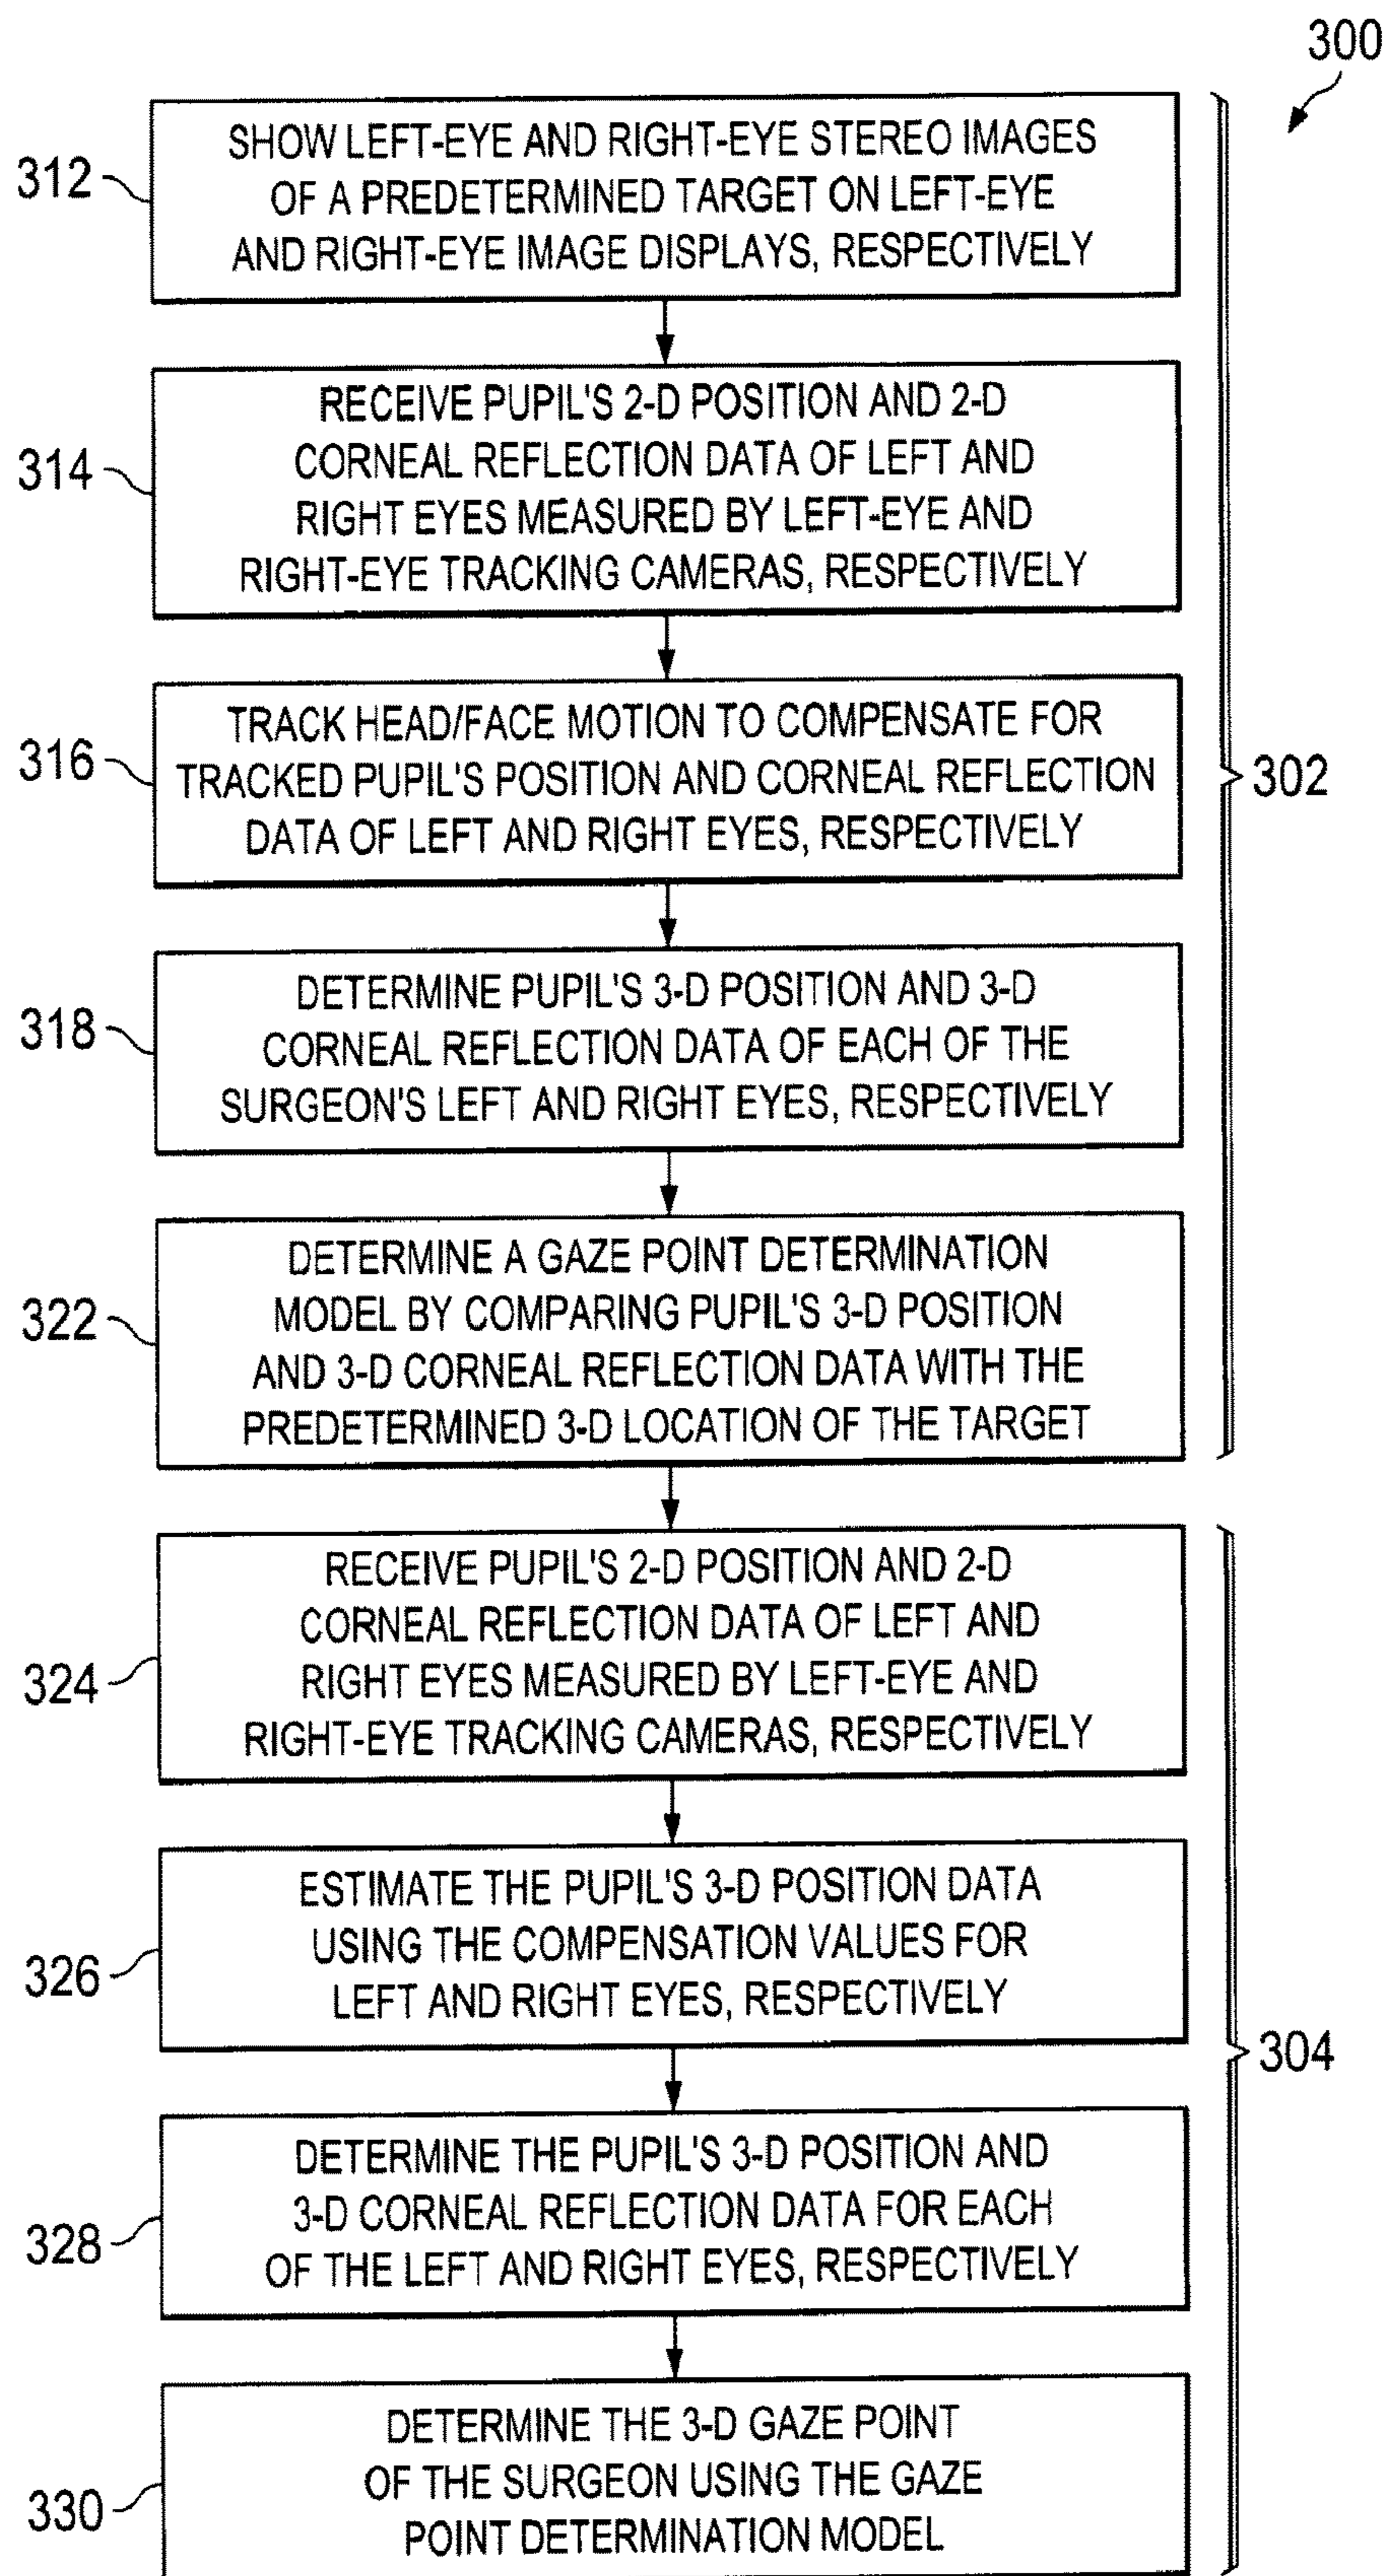 300
312
SHOW LEFT-EYE AND RIGHT-EYE STEREO IMAGES
OF A PREDETERMINED TARGET ON LEFT-EYE
AND RIGHT-EYE IMAGE DISPLAYS, RESPECTIVELY
314
RECEIVE PUPIL'S 2-D POSITION AND 2-D
CORNEAL REFLECTION DATA OF LEFT AND
RIGHT EYES MEASURED BY LEFT-EYE AND
RIGHT-EYE TRACKING CAMERAS, RESPECTIVELY
316
TRACK HEAD/FACE MOTION TO COMPENSATE FOR
TRACKED PUPIL'S POSITION AND CORNEAL REFLECTION
DATA OF LEFT AND RIGHT EYES, RESPECTIVELY
302
318
DETERMINE PUPIL'S 3-D POSITION AND 3-D
CORNEAL REFLECTION DATA OF EACH OF THE
SURGEON'S LEFT AND RIGHT EYES, RESPECTIVELY
322
DETERMINE A GAZE POINT DETERMINATION
MODEL BY COMPARING PUPIL'S 3-D POSITION
AND 3-D CORNEAL REFLECTION DATA WITH THE
PREDETERMINED 3-D LOCATION OF THE TARGET
324
RECEIVE PUPIL'S 2-D POSITION AND 2-D
CORNEAL REFLECTION DATA OF LEFT AND
RIGHT EYES MEASURED BY LEFT-EYE AND
RIGHT-EYE TRACKING CAMERAS, RESPECTIVELY
326
ESTIMATE THE PUPIL'S 3-D POSITION DATA
USING THE COMPENSATION VALUES FOR
LEFT AND RIGHT EYES, RESPECTIVELY
304
328
DETERMINE THE PUPIL'S 3-D POSITION AND
3-D CORNEAL REFLECTION DATA FOR EACH
OF THE LEFT AND RIGHT EYES, RESPECTIVELY
330
DETERMINE THE 3-D GAZE POINT
OF THE SURGEON USING THE GAZE
POINT DETERMINATION MODEL